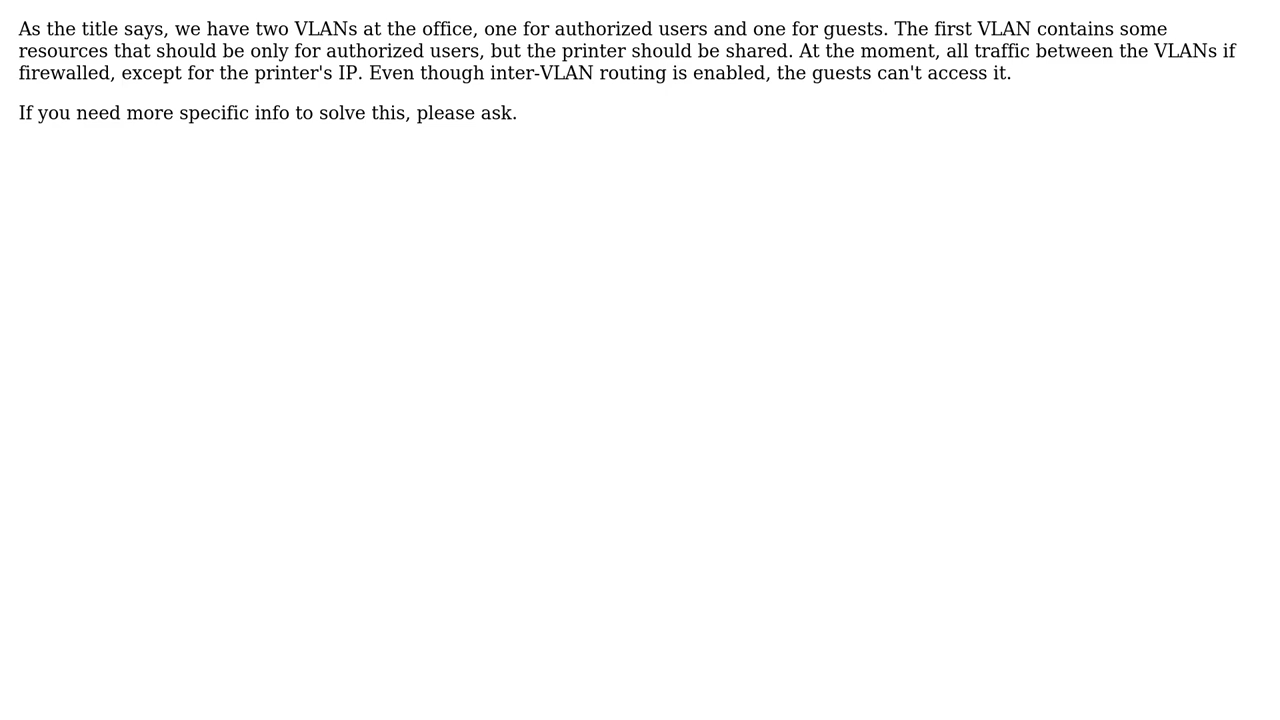 As the title says, we have two VLANs at the office, one for authorized users and one for guests. The first VLAN contains some
resources that should be only for authorized users, but the printer should be shared. At the moment, all traffic between the VLANs if
firewalled, except for the printer's IP. Even though inter-VLAN routing is enabled, the guests can't access it.
If you need more specific info to solve this, please ask.